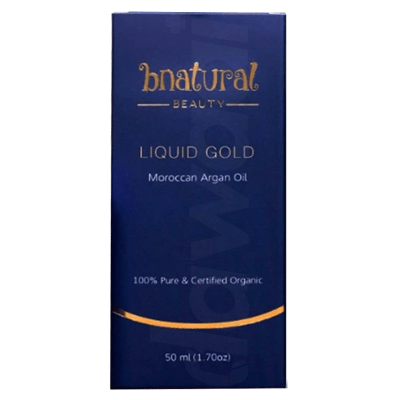 bnatural
BEAUTY
LIQUID GOLD
Moroccan Argan Oil
100% Pure & Certified Organic
50 ml (1.70oz)